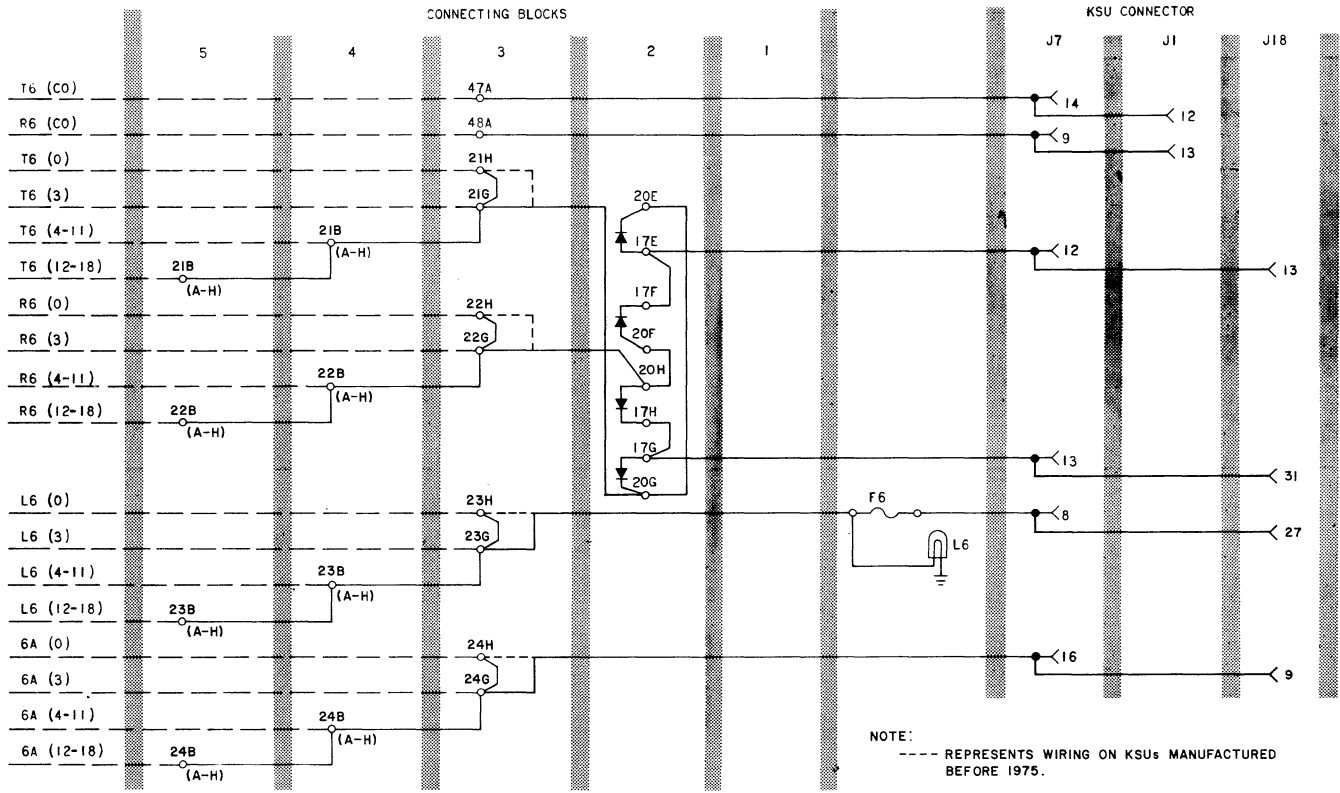 CONNECTING BLOCKS
KSU CONNECTOR
5 4 3 2 1 J7 J1 J18
T6 (CO) 47A 14
12
R6 (CO) 48A 9
13
T6 (0) 21H
T6 (3) 21G 20E
T6 (4-11) 21B 17E 12
(A-H)
T6 (12-18) 21B 13
(A-H)
R6 (0) 22H 17F
R6 (3) 22G 20F
R6 (4-11) 22B 20H
(A-H)
R6 (12-18) 22B 17H
(A-H)
17G 13
20G 31
L6 (0) 23H F6 8
L6 (3) 23G L6 27
L6 (4-11) 23B
(A-H)
L6 (12-18) 23B
(A-H)
6A (0) 24H 16
6A (3) 24G 9
6A (4-11) 24B
(A-H)
6A (12-18) 24B
(A-H)
NOTE:
---- REPRESENTS WIRING ON KSUs MANUFACTURED
BEFORE 1975.